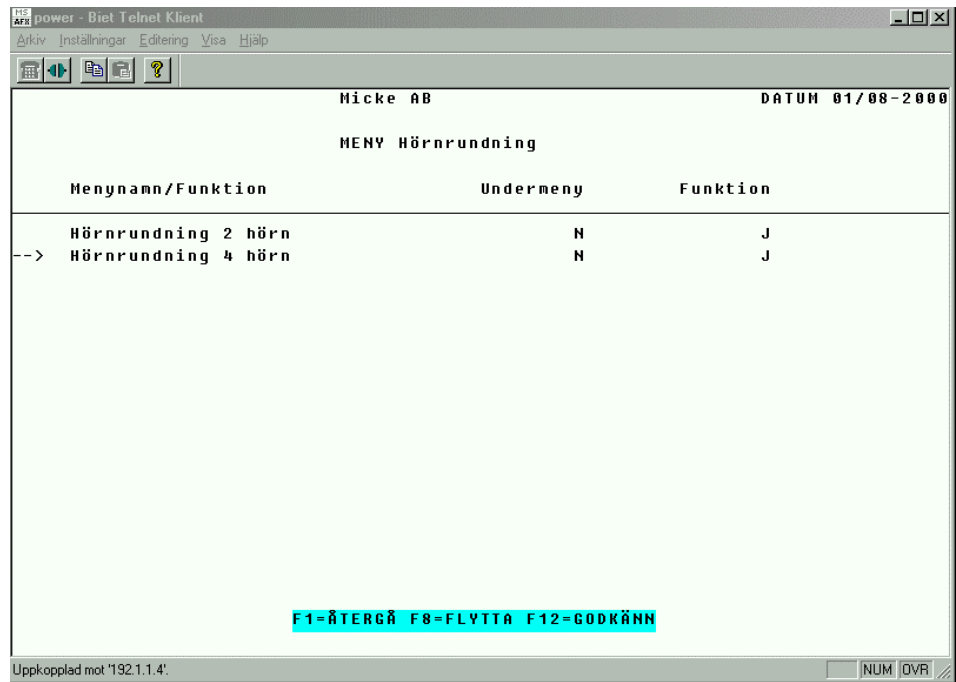 MS
AFX power - Biet Telnet Klient
Arkiv Inställningar Editering Visa Hjälp
Micke AB DATUM 01/08-2000
MENY Hörnrundning
Menynamn/Funktion Undermeny Funktion
Hörnrundning 2 hörn N J
--> Hörnrundning 4 hörn N J
F1=ÅTERGÅ F8=FLYTTA F12=GODKÄNN
Uppkopplad mot '192.1.1.4'. NUM OVR